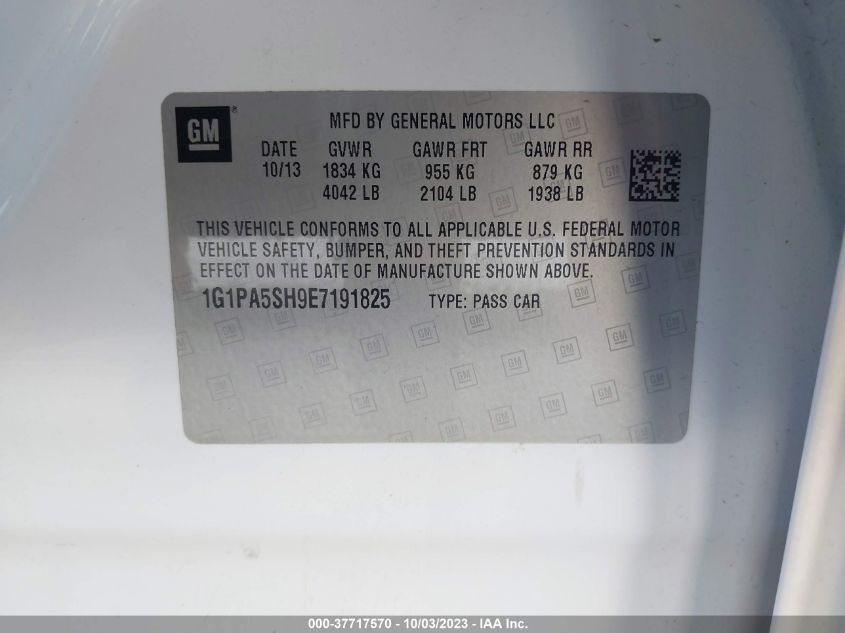 GM
MFD BY GENERAL MOTORS LLC
DATE GVWR GAWR FRT GAWR RR
10/13 1834 KG 955 KG 879 KG
4042 LB 2104 LB 1938 LB
THIS VEHICLE CONFORMS TO ALL APPLICABLE U.S. FEDERAL MOTOR
VEHICLE SAFETY, BUMPER, AND THEFT PREVENTION STANDARDS IN
EFFECT ON THE DATE OF MANUFACTURE SHOWN ABOVE.
1G1PA5SH9E7191825 TYPE: PASS CAR
000-37717570 - 10/03/2023 - IAA Inc.